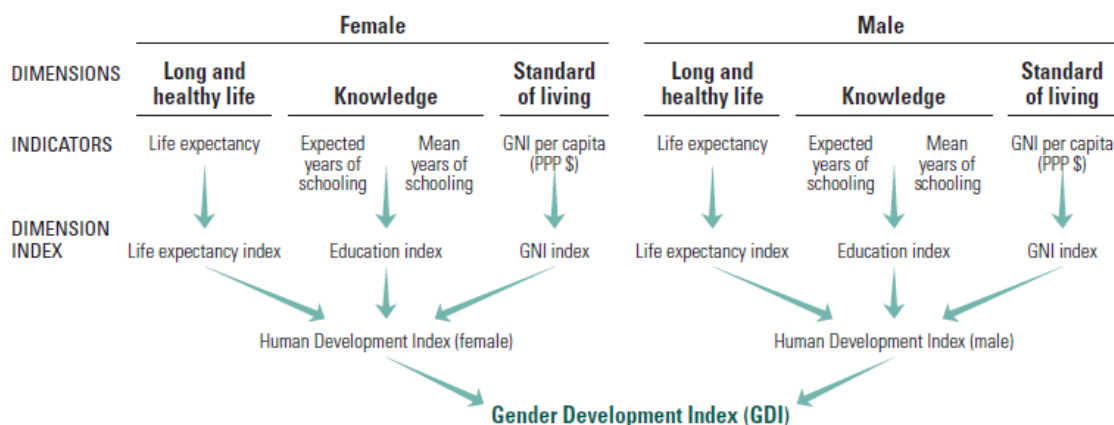 Female
Male
DIMENSIONS
Long and
healthy life
Knowledge
Standard
of living
Long and
healthy life
Knowledge
Standard
of living
INDICATORS
Life expectancy
Expected
years of
schooling
Mean
years of
schooling
GNI per capita
(PPP $)
Life expectancy
Expected
years of
schooling
Mean
years of
schooling
GNI per capita
(PPP $)
DIMENSION
INDEX
Life expectancy index
Education index
GNI index
Life expectancy index
Education index
GNI index
Human Development Index (female)
Human Development Index (male)
Gender Development Index (GDI)